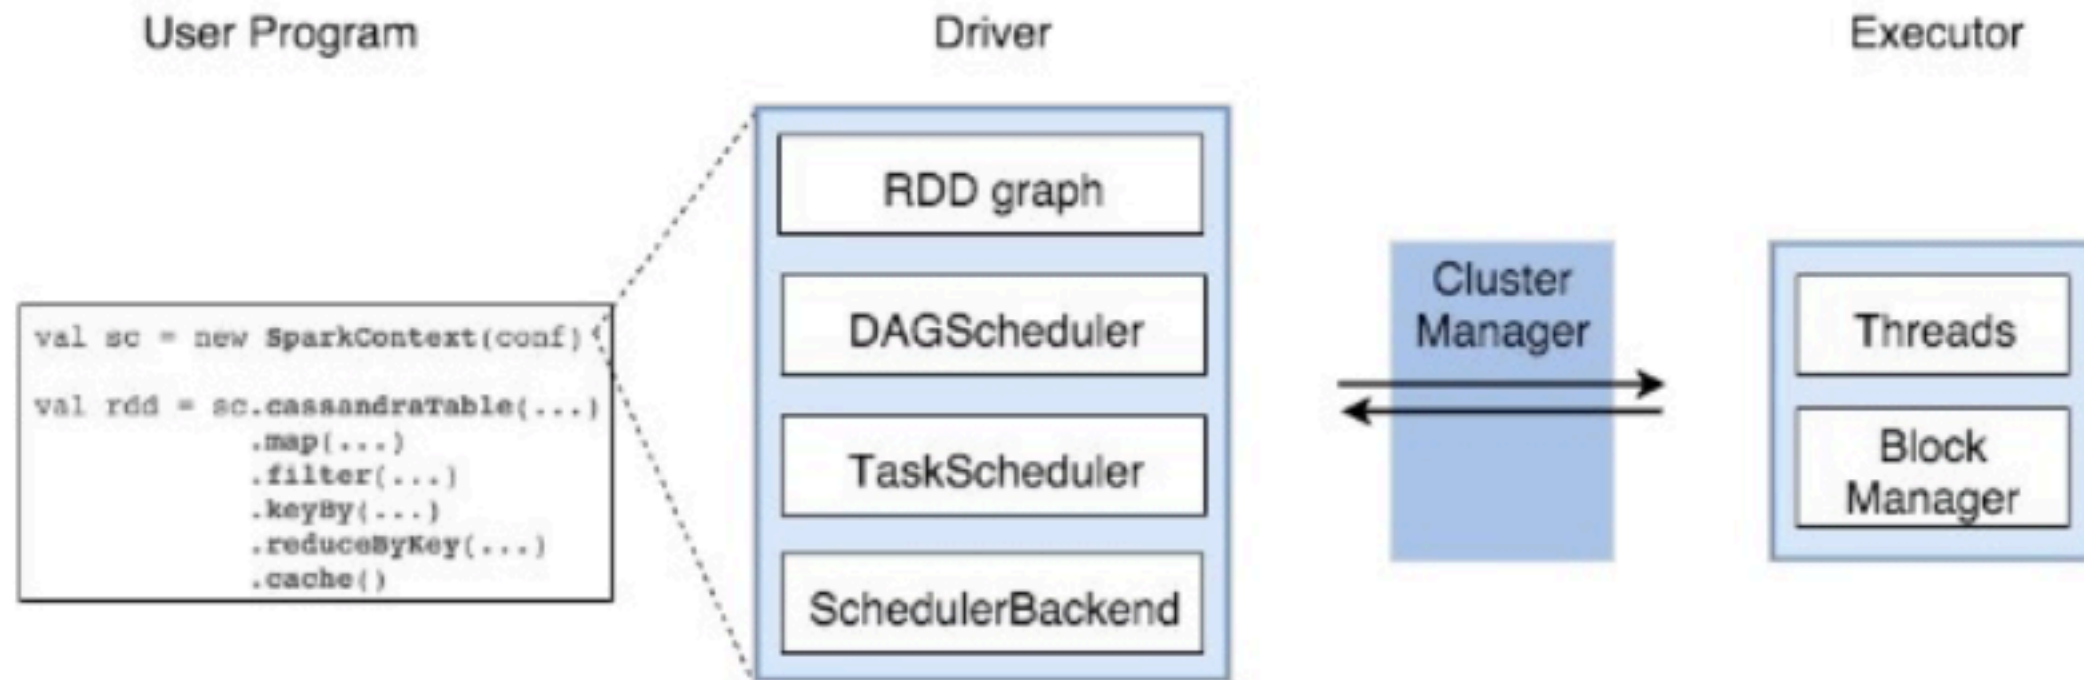 User Program
Driver
Executor
val sc = new SparkContext(conf)
val rdd = sc.cassandraTable(...)
.map(...)
.filter(...)
.keyBy(...)
.reduceByKey(...)
.cache()
RDD graph
DAGScheduler
TaskScheduler
SchedulerBackend
Cluster
Manager
Threads
Block
Manager